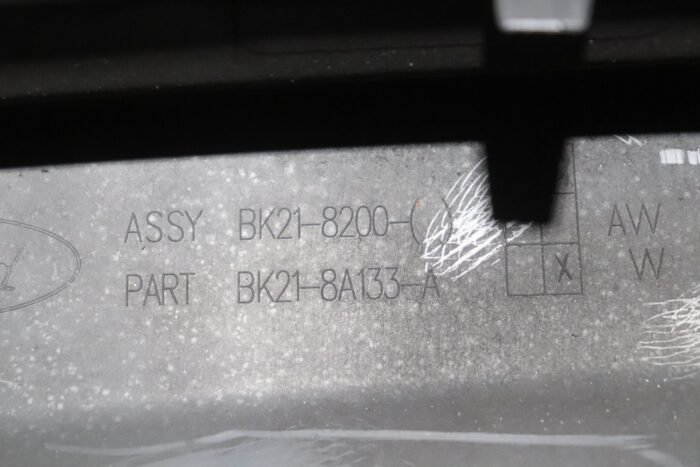 ASSY BK21-8200-( )
PART BK21-8A133-A
X
AW
W